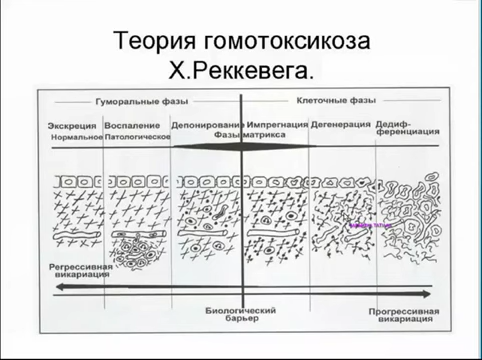 Теория гомотоксикоза
Х.Реккевега.
Гуморальные фазы
Клеточные фазы
Экскреция
Воспаление
Депонирование
Импрегнация
Дегенерация
Дедиф-
ференциация
Нормальное
Патологическое
Фазы матрикса
Регрессивная
викариация
Биологический
барьер
Прогрессивная
викариация